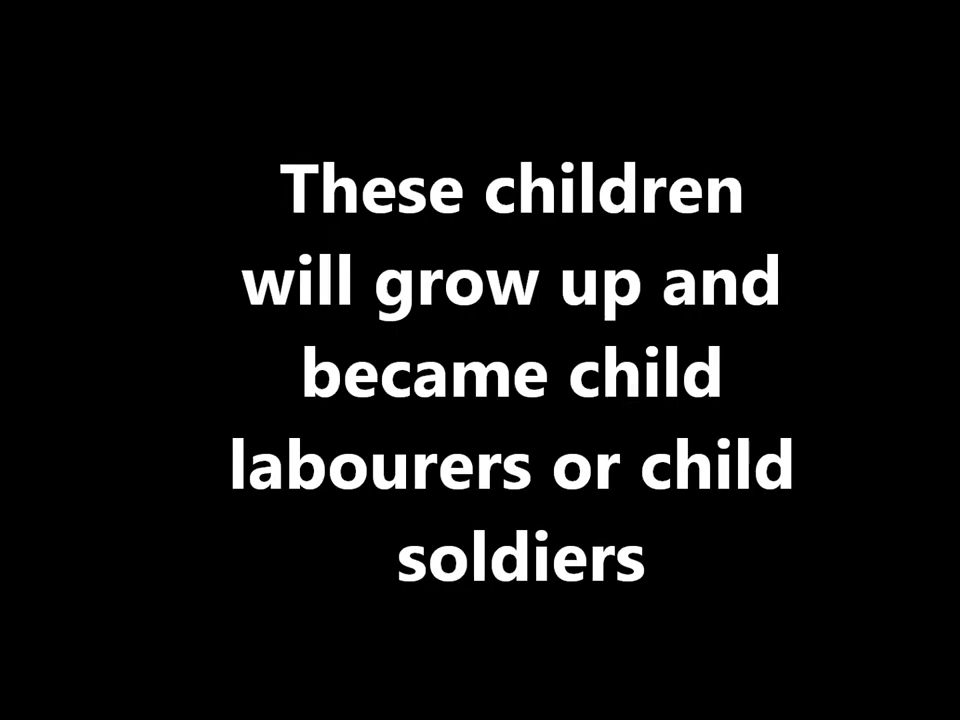 These children
will grow up and
became child
labourers or child
soldiers